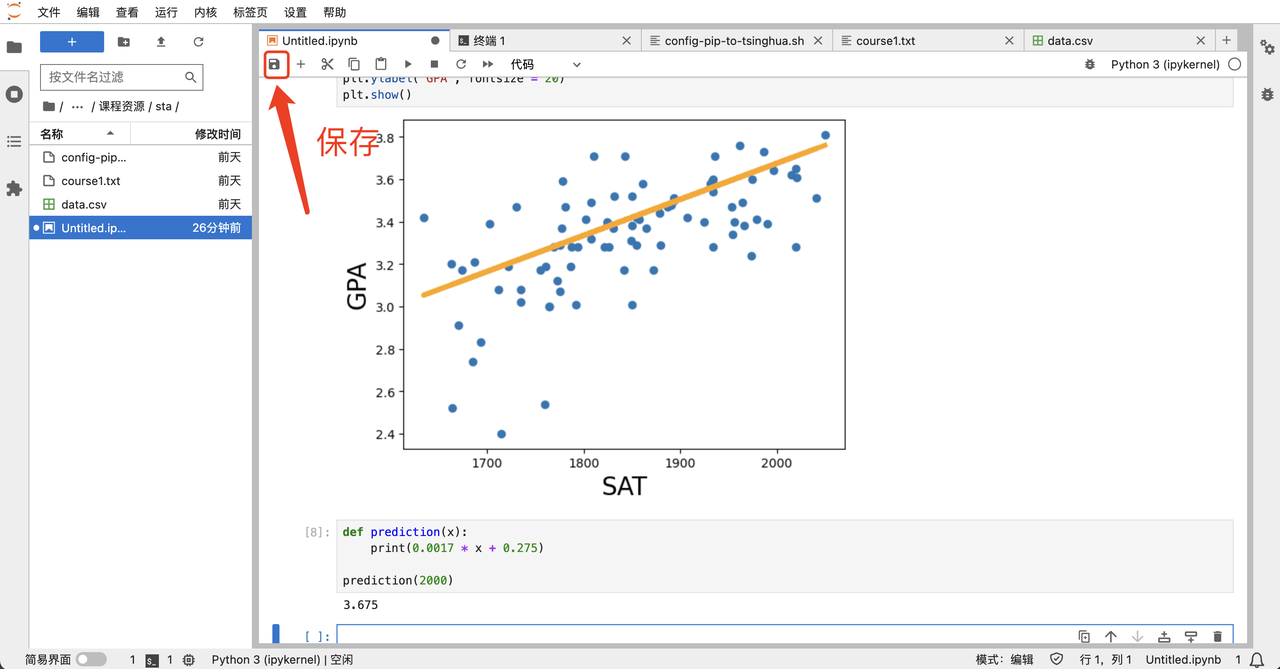 文件 编辑 查看 运行 内核 标签页 设置 帮助
+
按文件名过滤
/ ··· / 课程资源 / sta /
名称 修改时间
config-pip... 前天
course1.txt 前天
data.csv 前天
Untitled.ip... 26分钟前
Untitled.ipynb 终端 1 config-pip-to-tsinghua.sh course1.txt data.csv
代码 Python 3 (ipykernel)
plt.ylabel('GPA', fontsize = 20)
plt.show()
保存
3.8
3.6
3.4
3.2
3.0
2.8
2.6
2.4
GPA
1700 1800 1900 2000
SAT
[8]: def prediction(x):
print(0.0017 * x + 0.275)
prediction(2000)
3.675
[ ]:
简易界面 1 1 Python 3 (ipykernel) | 空闲 模式: 编辑 行 1, 列 1 Untitled.ipynb 1